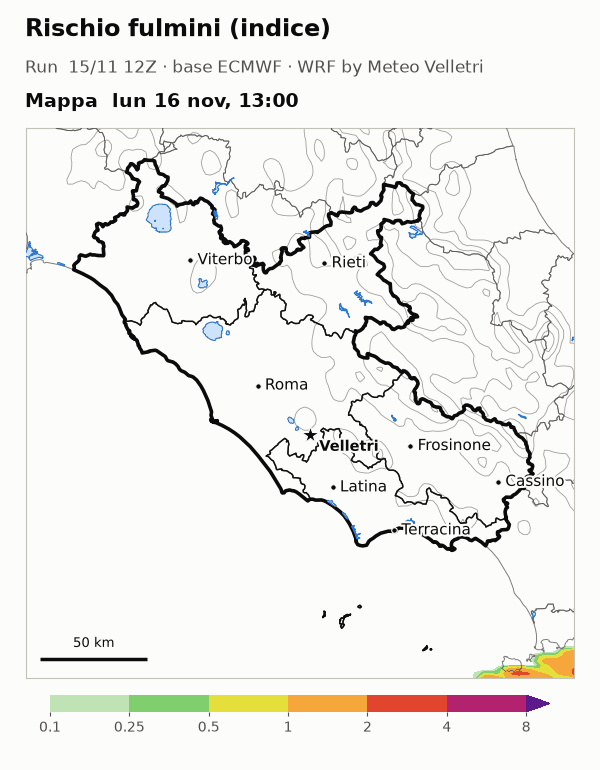 Rischio fulmini (indice)
Run  15/11 12Z · base ECMWF · WRF by Meteo Velletri
Mappa  lun 16 nov, 13:00
Viterbo
Rieti
Roma
Velletri
Frosinone
Latina
Cassino
Terracina
50 km
0.1 0.25 0.5 1 2 4 8